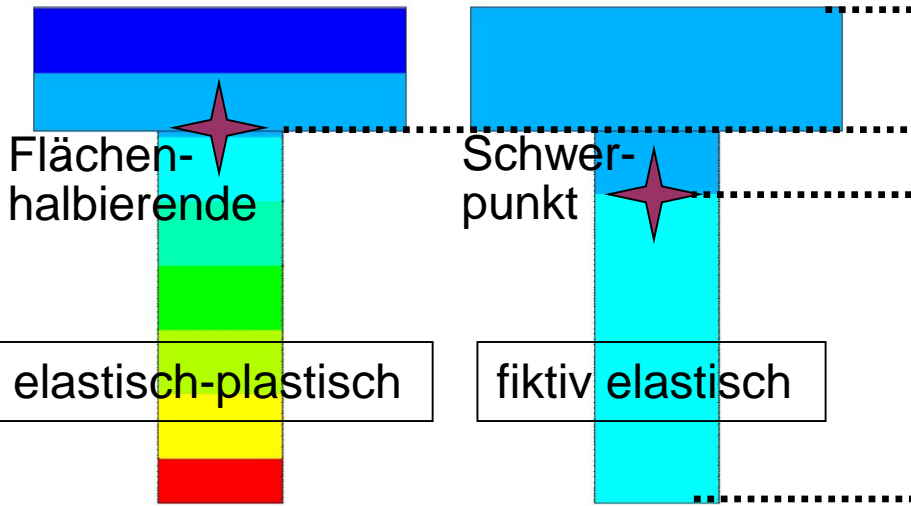 Flächen-
halbierende
Schwer-
punkt
elastisch-plastisch
fiktiv elastisch